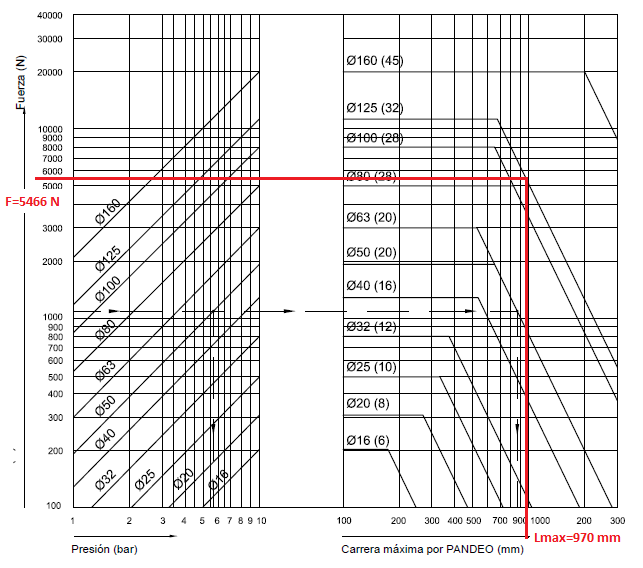 Fuerza (N)
40000
30000
20000
10000
9000
8000
7000
6000
5000
4000
3000
2000
1000
900
800
700
600
500
400
300
200
100
F=5466 N
Ø160
Ø125
Ø100
Ø80
Ø63
Ø50
Ø40
Ø32
Ø25
Ø20
Ø16
Ø160 (45)
Ø125 (32)
Ø100 (28)
Ø80 (28)
Ø63 (20)
Ø50 (20)
Ø40 (16)
Ø32 (12)
Ø25 (10)
Ø20 (8)
Ø16 (6)
1 2 3 4 5 6 7 8 9 10
100 200 300 400 500 700 900 1000 200 300
Presión (bar)
Carrera máxima por PANDEO (mm)
Lmax=970 mm